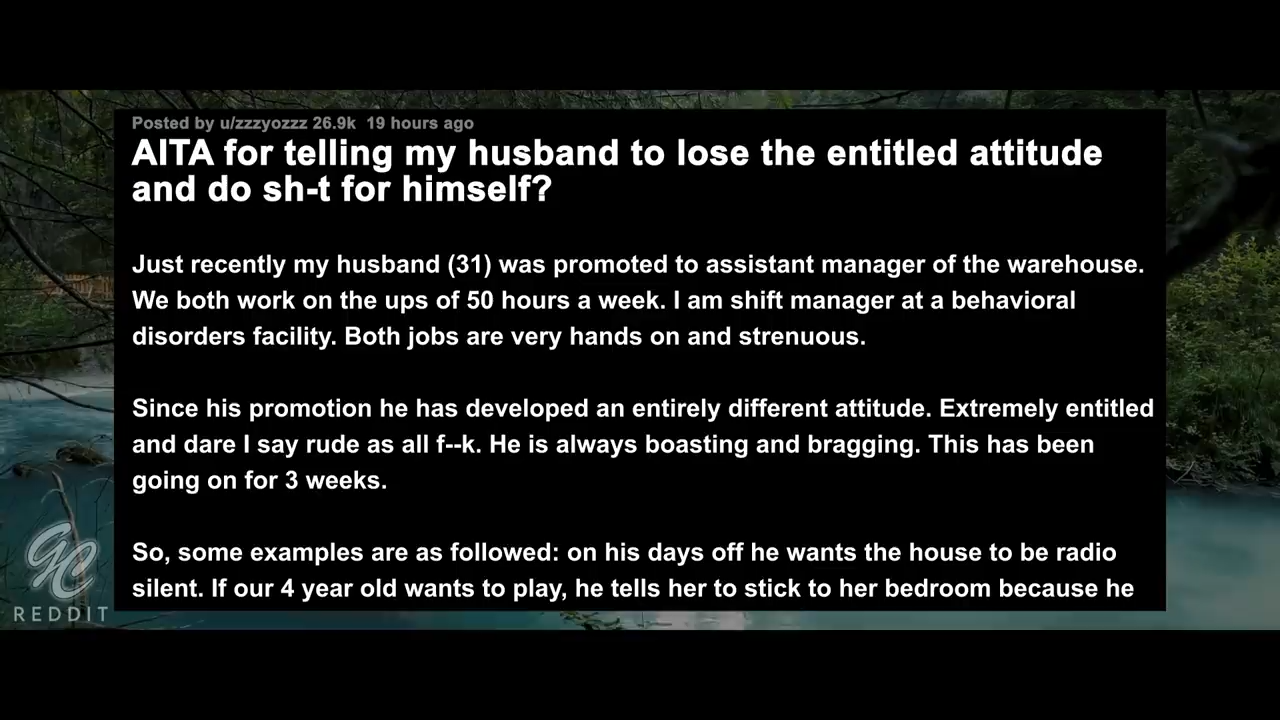 Posted by u/zzzyozzz 26.9k 19 hours ago
AITA for telling my husband to lose the entitled attitude
and do sh-t for himself?
Just recently my husband (31) was promoted to assistant manager of the warehouse.
We both work on the ups of 50 hours a week. I am shift manager at a behavioral
disorders facility. Both jobs are very hands on and strenuous.
Since his promotion he has developed an entirely different attitude. Extremely entitled
and dare I say rude as all f--k. He is always boasting and bragging. This has been
going on for 3 weeks.
So, some examples are as followed: on his days off he wants the house to be radio
silent. If our 4 year old wants to play, he tells her to stick to her bedroom because he
GC
REDDIT